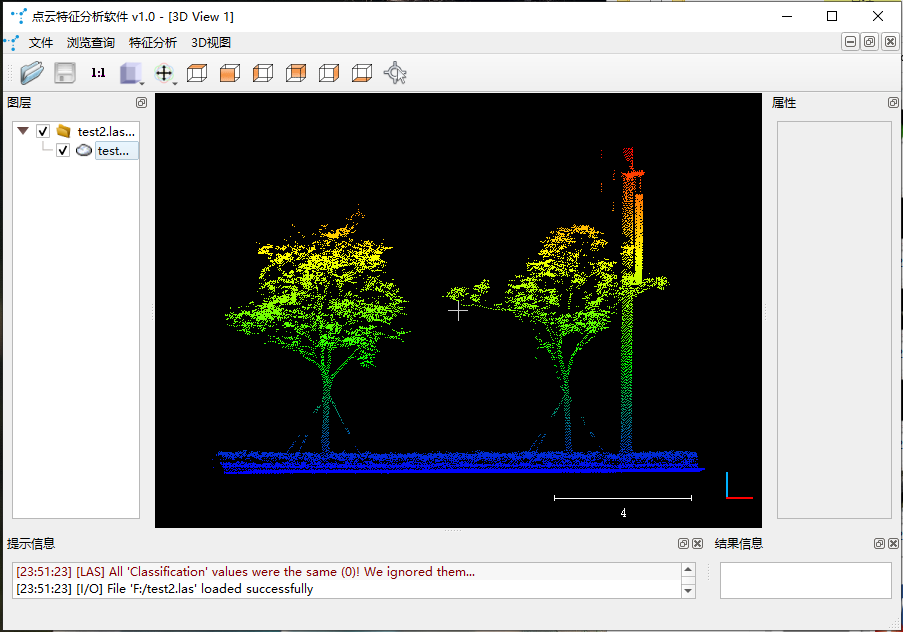 点云特征分析软件 v1.0 - [3D View 1]
文件 浏览查询 特征分析 3D视图
1:1
图层
属性
test2.las...
test...
4
提示信息
结果信息
[23:51:23] [LAS] All 'Classification' values were the same (0)! We ignored them...
[23:51:23] [I/O] File 'F:/test2.las' loaded successfully